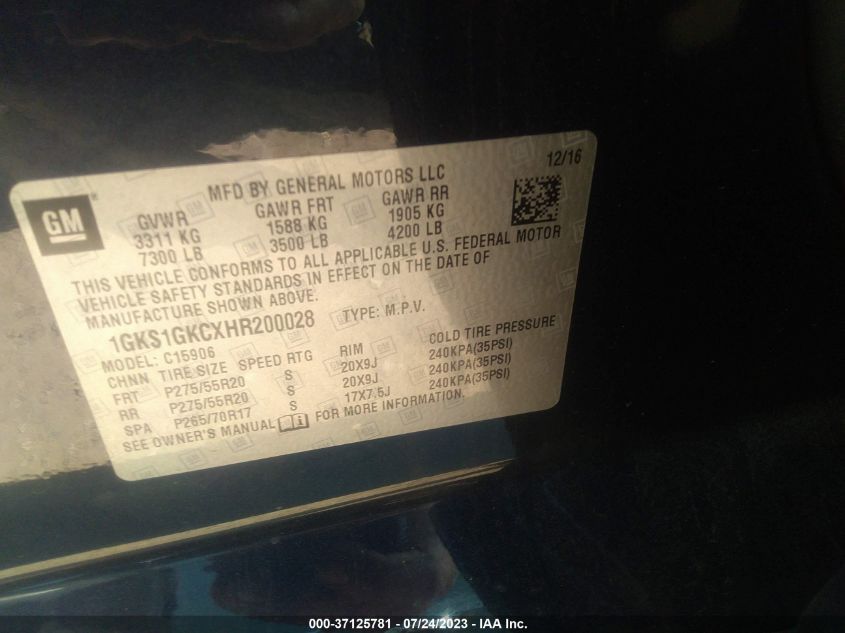 12/16
MFD BY GENERAL MOTORS LLC
GM
GVWR GAWR FRT GAWR RR
3311 KG 1588 KG 1905 KG
7300 LB 3500 LB 4200 LB
THIS VEHICLE CONFORMS TO ALL APPLICABLE U.S. FEDERAL MOTOR
VEHICLE SAFETY STANDARDS IN EFFECT ON THE DATE OF
MANUFACTURE SHOWN ABOVE.
1GKS1GKCXHR200028 TYPE: M.P.V.
MODEL: C15906
CHNN TIRE SIZE SPEED RTG RIM COLD TIRE PRESSURE
FRT P275/55R20 S 20X9J 240KPA(35PSI)
RR P275/55R20 S 20X9J 240KPA(35PSI)
SPA P265/70R17 S 17X7.5J 240KPA(35PSI)
SEE OWNER'S MANUAL FOR MORE INFORMATION.
000-37125781 - 07/24/2023 - IAA Inc.